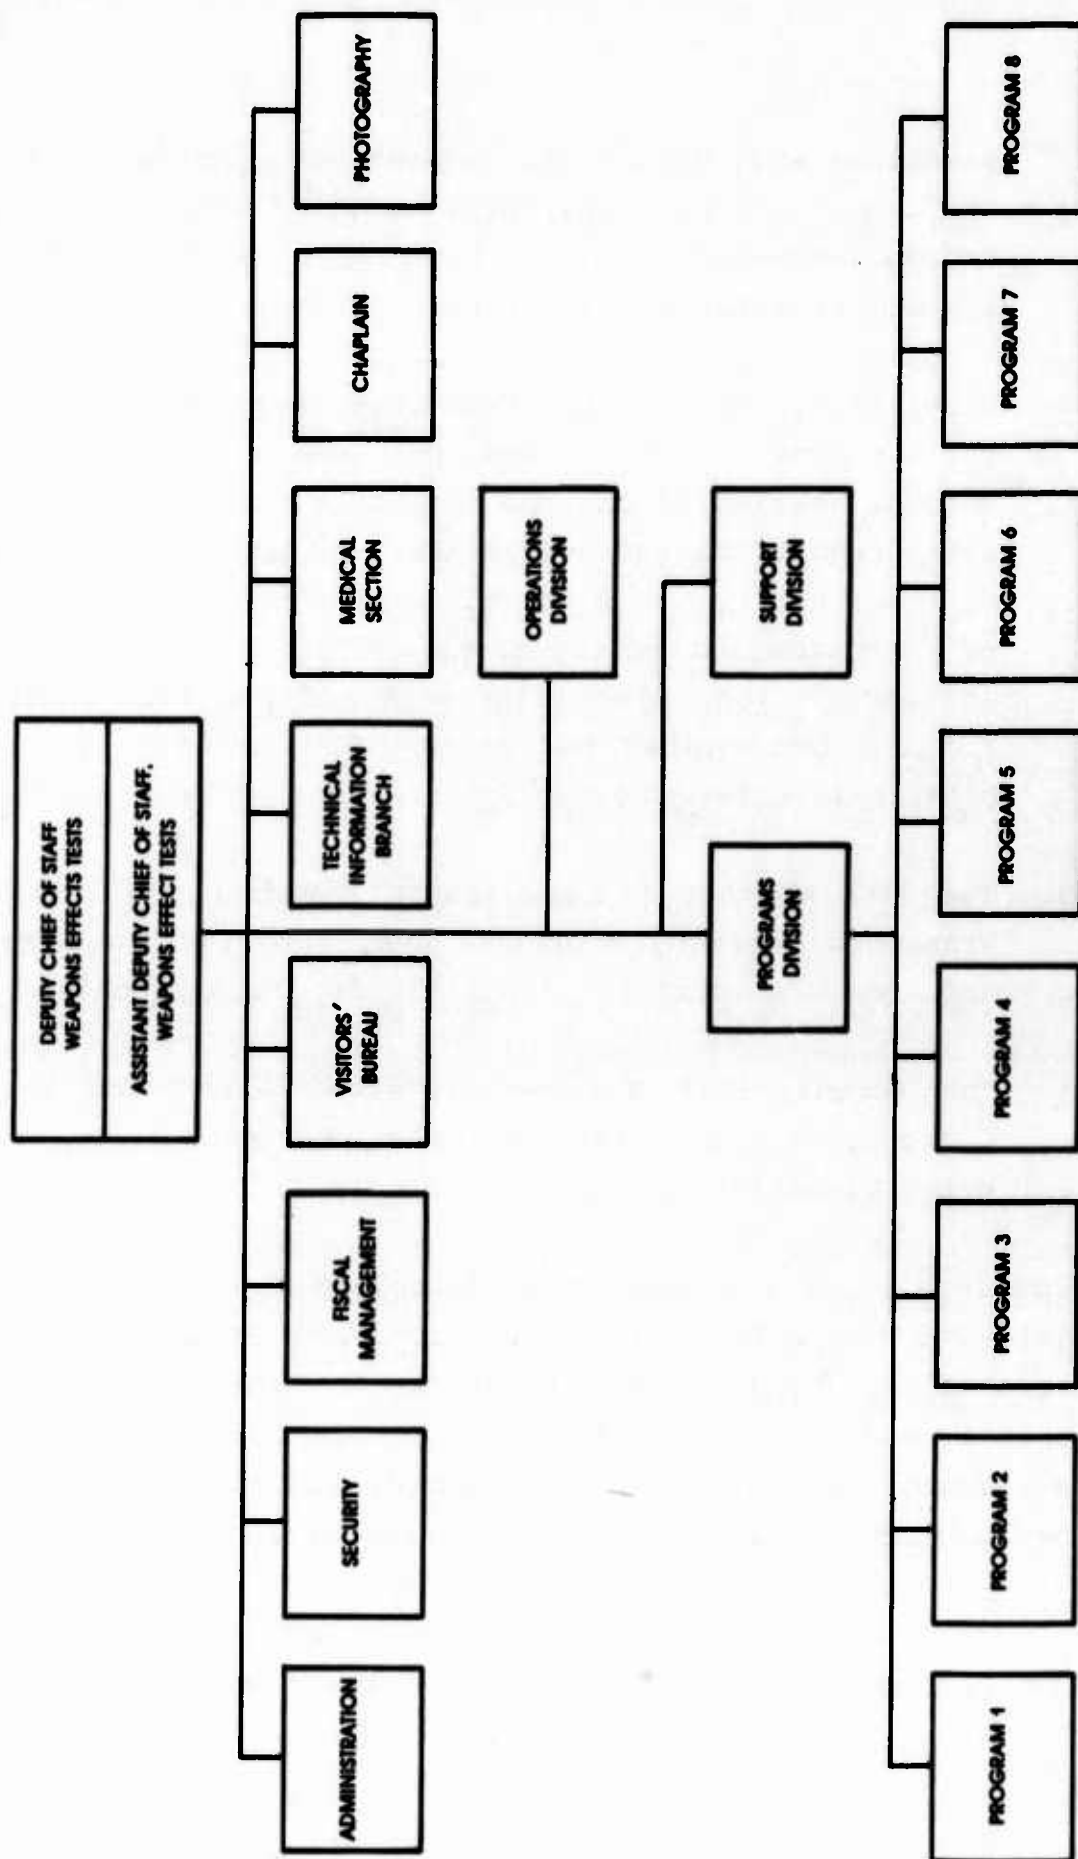 DEPUTY CHIEF OF STAFF
WEAPONS EFFECTS TESTS
ASSISTANT DEPUTY CHIEF OF STAFF,
WEAPONS EFFECT TESTS
ADMINISTRATION
SECURITY
FISCAL
MANAGEMENT
VISITORS'
BUREAU
TECHNICAL
INFORMATION
BRANCH
MEDICAL
SECTION
CHAPLAIN
PHOTOGRAPHY
OPERATIONS
DIVISION
PROGRAMS
DIVISION
SUPPORT
DIVISION
PROGRAM 1
PROGRAM 2
PROGRAM 3
PROGRAM 4
PROGRAM 5
PROGRAM 6
PROGRAM 7
PROGRAM 8